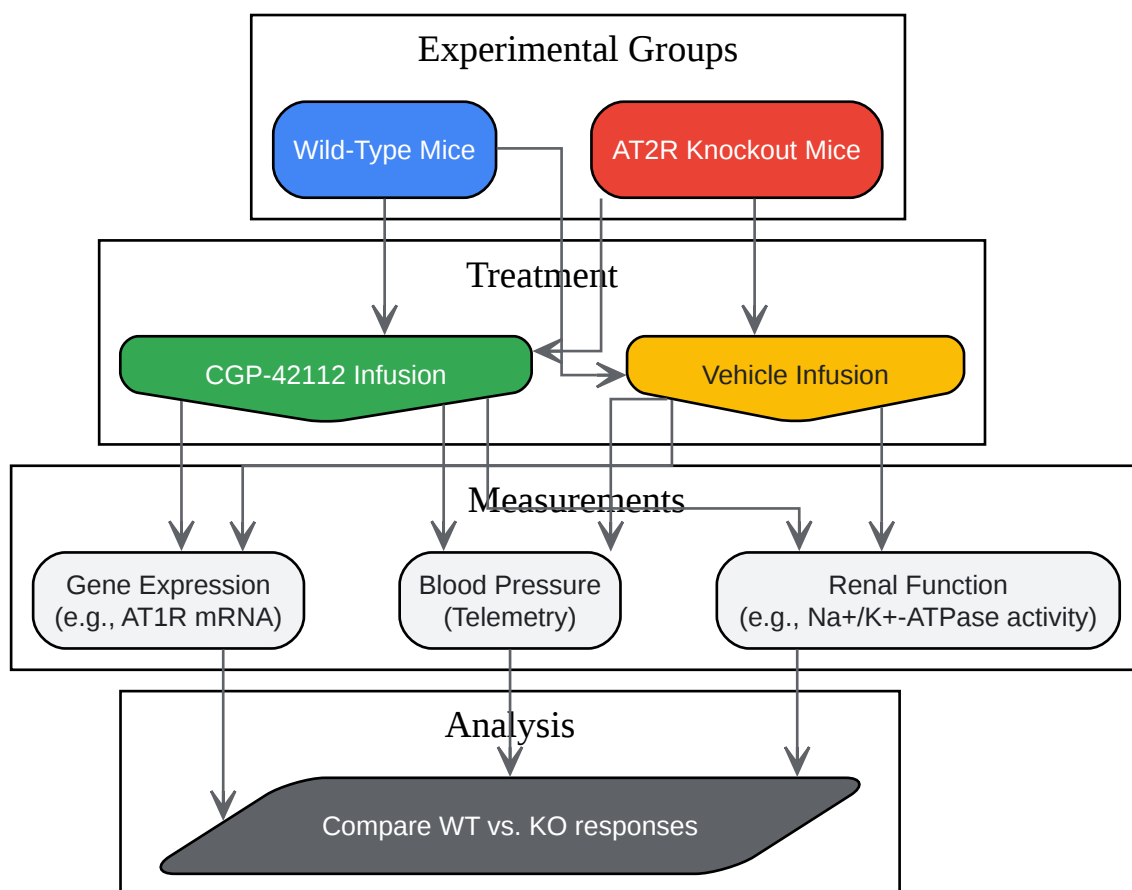 Experimental Groups
Wild-Type Mice
AT2R Knockout Mice
Treatment
CGP-42112 Infusion
Vehicle Infusion
Measurements
Gene Expression
(e.g., AT1R mRNA)
Blood Pressure
(Telemetry)
Renal Function
(e.g., Na+/K+-ATPase activity)
Analysis
Compare WT vs. KO responses